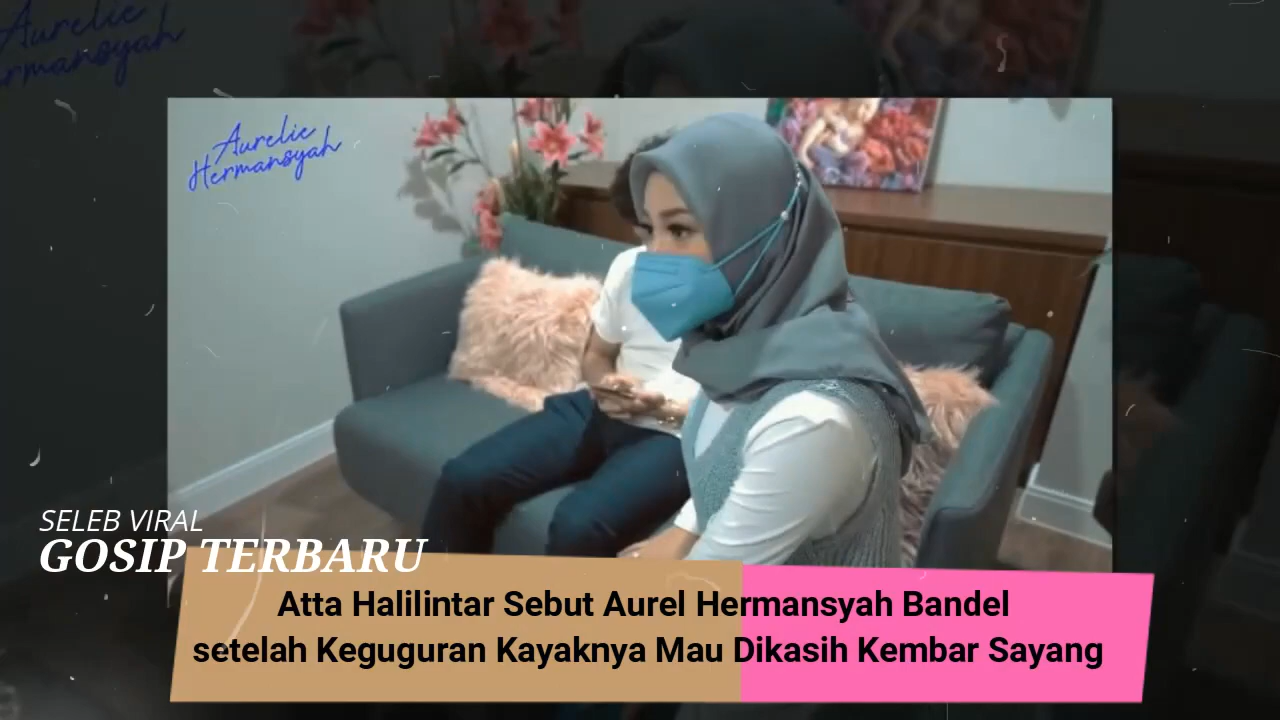 Aurelie
Hermansyah
Aurelie
Hermansyah
SELEB VIRAL
GOSIP TERBARU
Atta Halilintar Sebut Aurel Hermansyah Bandel
setelah Keguguran Kayaknya Mau Dikasih Kembar Sayang